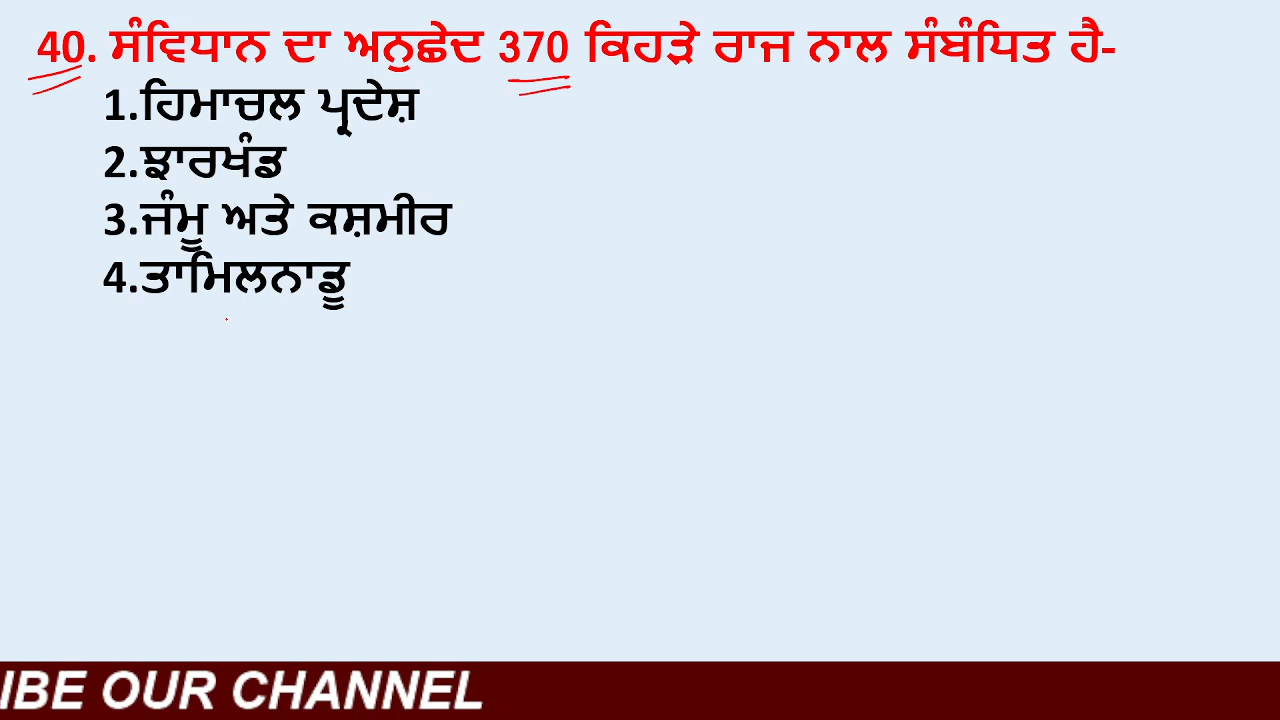 40. ਸੰਵਿਧਾਨ ਦਾ ਅਨੁਛੇਦ 370 ਕਿਹੜੇ ਰਾਜ ਨਾਲ ਸੰਬੰਧਿਤ ਹੈ-
1.ਹਿਮਾਚਲ ਪ੍ਰਦੇਸ਼
2.ਝਾਰਖੰਡ
3.ਜੰਮੂ ਅਤੇ ਕਸ਼ਮੀਰ
4.ਤਾਮਿਲਨਾਡੂ
IBE OUR CHANNEL